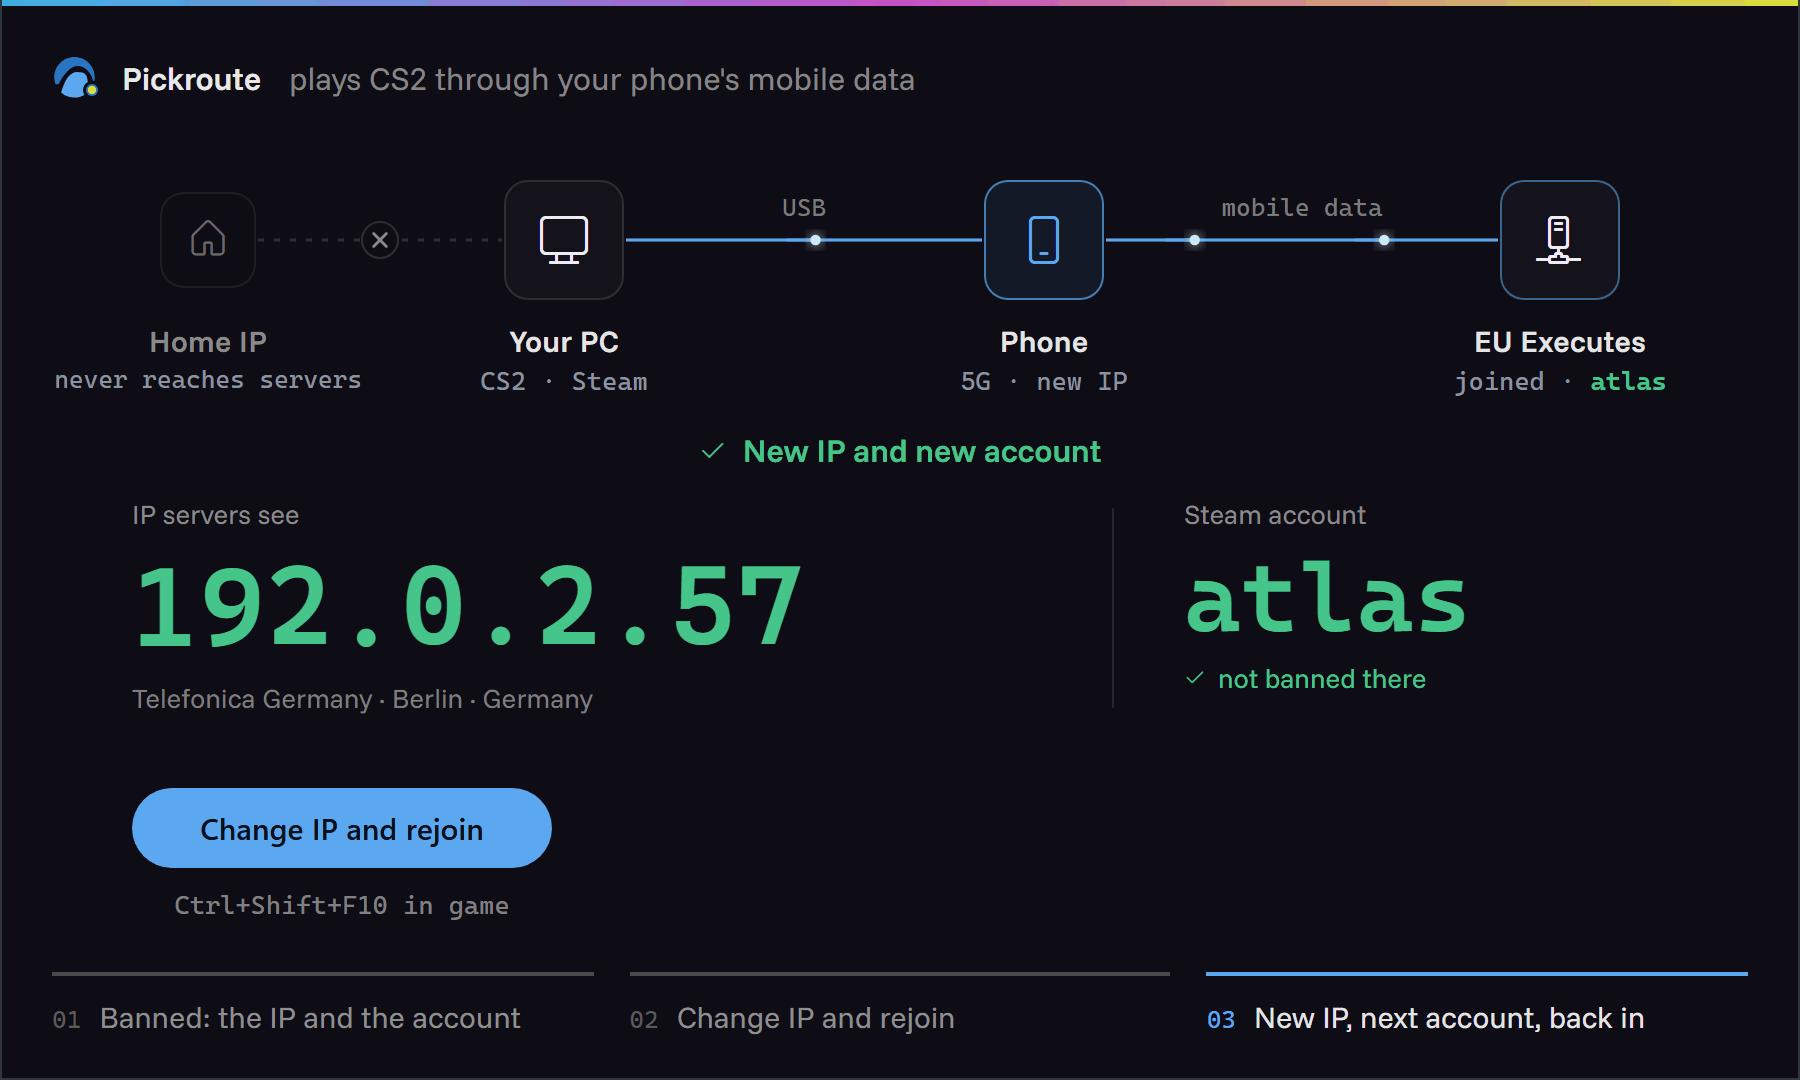 Pickroute plays CS2 through your phone's mobile data
USB
mobile data
Home IP
never reaches servers
Your PC
CS2 · Steam
Phone
5G · new IP
EU Executes
joined · atlas
New IP and new account
IP servers see
192.0.2.57
Telefonica Germany · Berlin · Germany
Steam account
atlas
not banned there
Change IP and rejoin
Ctrl+Shift+F10 in game
01 Banned: the IP and the account
02 Change IP and rejoin
03 New IP, next account, back in